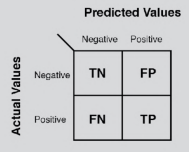 Predicted Values
Negative Positive
Actual Values
Negative TN FP
Positive FN TP